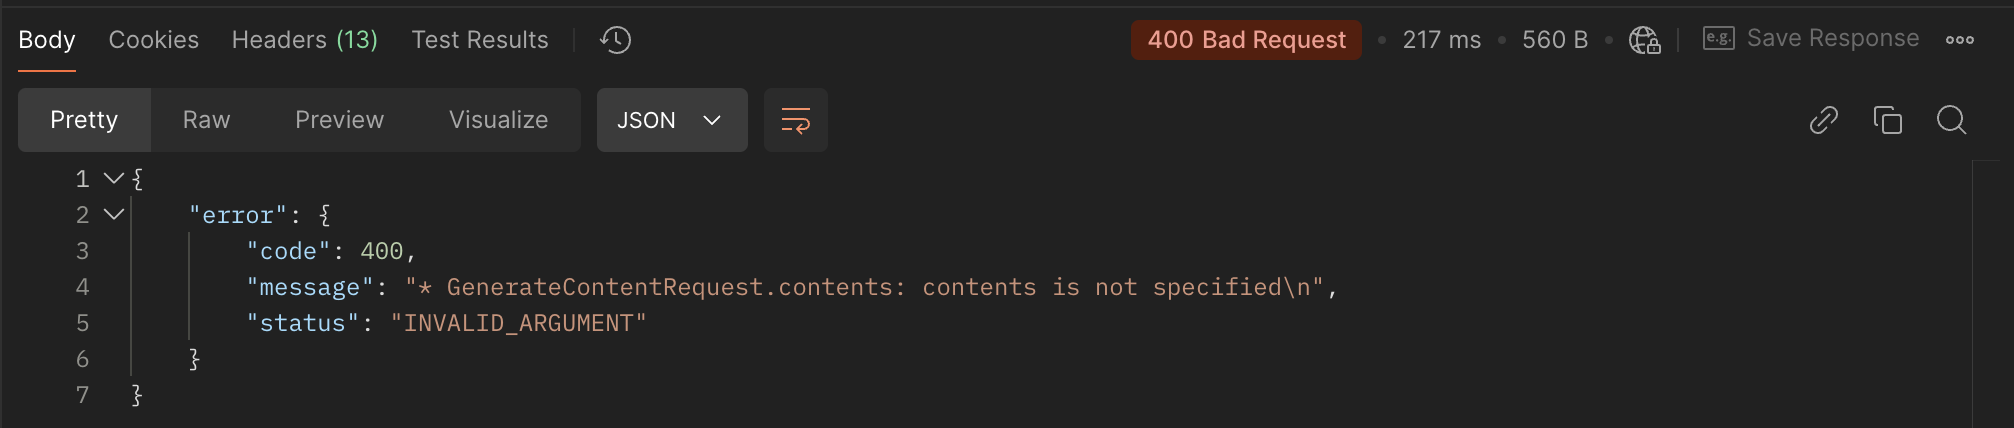 Body Cookies Headers (13) Test Results 400 Bad Request • 217 ms • 560 B • e.g. Save Response
Pretty Raw Preview Visualize JSON
1 {
2 "error": {
3 "code": 400,
4 "message": "* GenerateContentRequest.contents: contents is not specified\n",
5 "status": "INVALID_ARGUMENT"
6 }
7 }